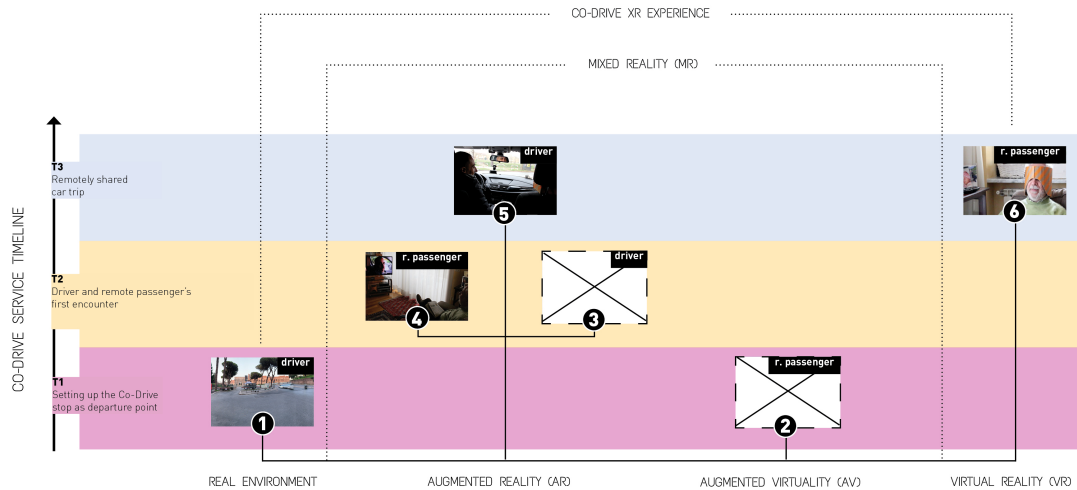 CO-DRIVE XR EXPERIENCE
MIXED REALITY (MR)
CO-DRIVE SERVICE TIMELINE
T3
Remotely shared
car trip
driver
5
r. passenger
6
T2
Driver and remote passenger's
first encounter
r. passenger
4
driver
3
T1
Setting up the Co-Drive
stop as departure point
driver
1
r. passenger
2
REAL ENVIRONMENT
AUGMENTED REALITY (AR)
AUGMENTED VIRTUALITY (AV)
VIRTUAL REALITY (VR)